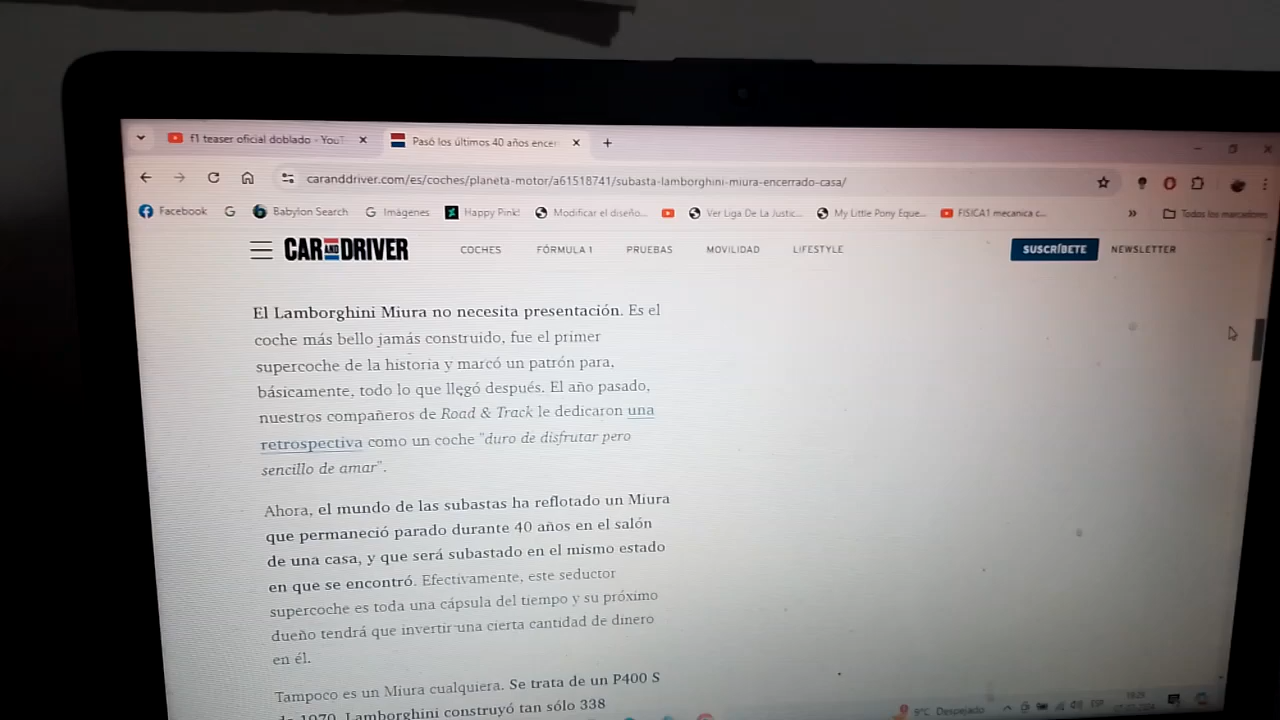 f1 teaser oficial doblado - YouT
Pasó los últimos 40 años encer
caranddriver.com/es/coches/planeta-motor/a61518741/subasta-lamborghini-miura-encerrado-casa/
Facebook
Babylon Search
Imágenes
Happy Pink!
Modificar el diseño...
Ver Liga De La Justic...
My Little Pony Eque...
FISICA1 mecanica c...
Todos los marcadores
CAR AND DRIVER
COCHES
FÓRMULA 1
PRUEBAS
MOVILIDAD
LIFESTYLE
SUSCRÍBETE
NEWSLETTER
El Lamborghini Miura no necesita presentación. Es el
coche más bello jamás construido, fue el primer
supercoche de la historia y marcó un patrón para,
básicamente, todo lo que llegó después. El año pasado,
nuestros compañeros de Road & Track le dedicaron una
retrospectiva como un coche "duro de disfrutar pero
sencillo de amar".
Ahora, el mundo de las subastas ha reflotado un Miura
que permaneció parado durante 40 años en el salón
de una casa, y que será subastado en el mismo estado
en que se encontró. Efectivamente, este seductor
supercoche es toda una cápsula del tiempo y su próximo
dueño tendrá que invertir una cierta cantidad de dinero
en él.
Tampoco es un Miura cualquiera. Se trata de un P400 S
de 1970. Lamborghini construyó tan sólo 338
9°C Despejado
ESP